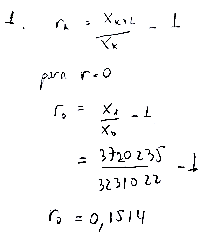 1. r_k = x_{k+1}/x_k - 1
para r=0
r_0 = x_1/x_0 - 1
= 3720235/3231022 - 1
r_0 = 0,1514